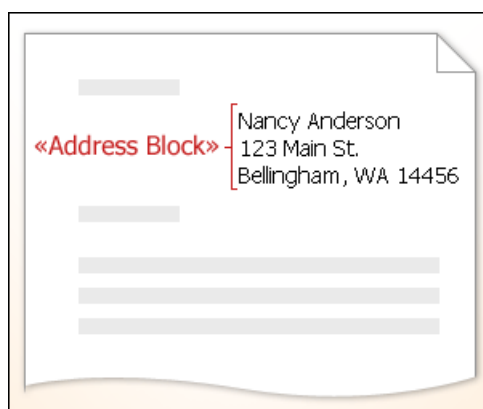 «Address Block»
Nancy Anderson
123 Main St.
Bellingham, WA 14456